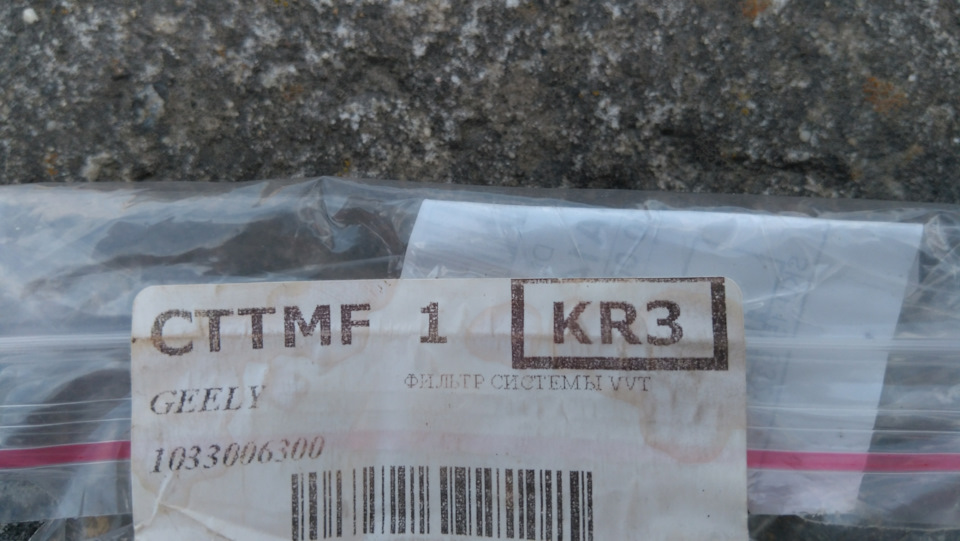 CTTMF 1 KR3
ФИЛЬТР СИСТЕМЫ VVT
GEELY
1033006300